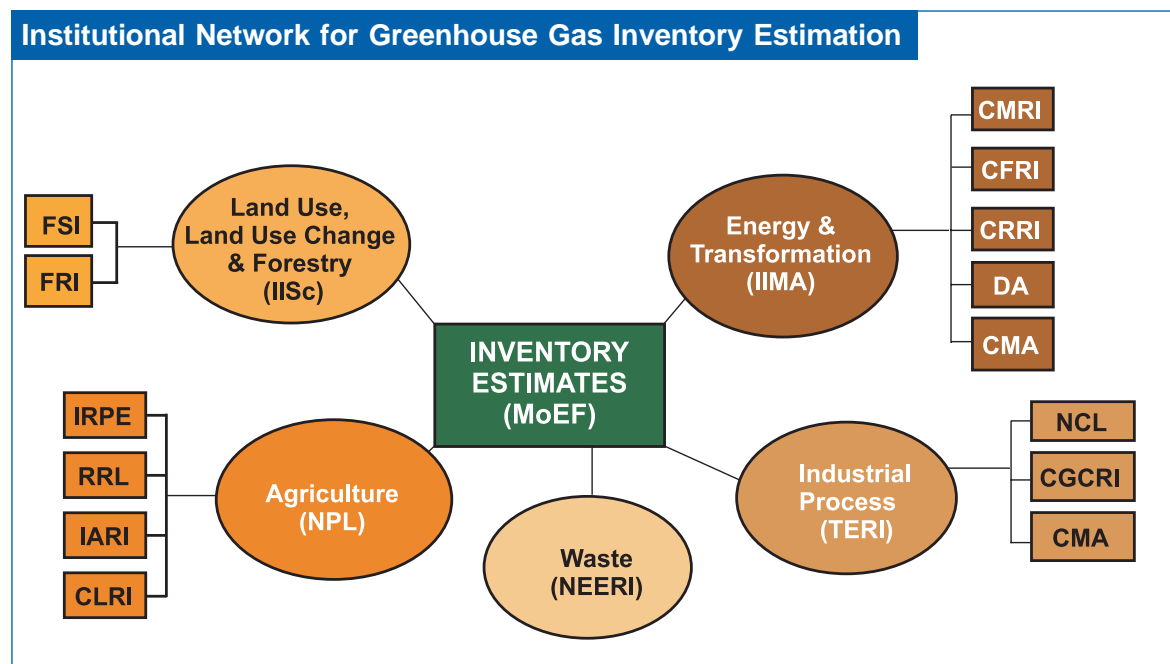 Institutional Network for Greenhouse Gas Inventory Estimation
FSI
FRI
Land Use,
Land Use Change
& Forestry
(IISc)
Energy &
Transformation
(IIMA)
CMRI
CFRI
CRRI
DA
CMA
INVENTORY
ESTIMATES
(MoEF)
IRPE
RRL
IARI
CLRI
Agriculture
(NPL)
Waste
(NEERI)
Industrial
Process
(TERI)
NCL
CGCRI
CMA